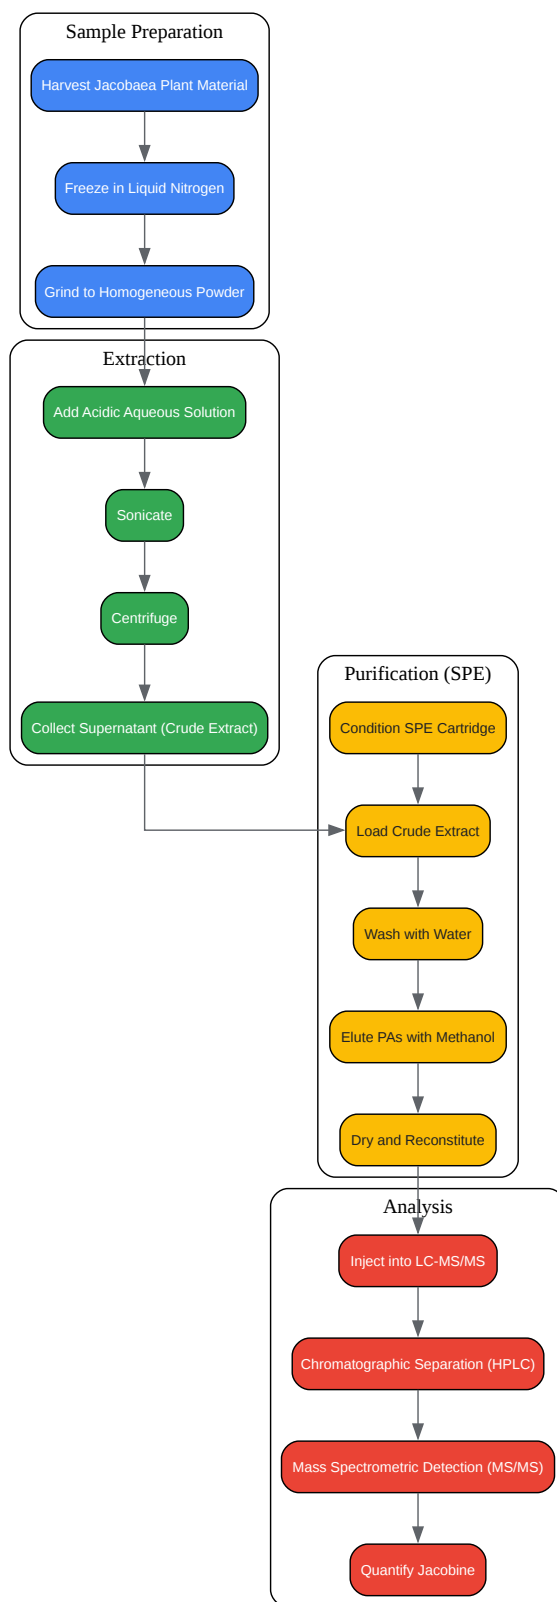 Sample Preparation
Harvest Jacobaea Plant Material
Freeze in Liquid Nitrogen
Grind to Homogeneous Powder
Extraction
Add Acidic Aqueous Solution
Sonicate
Centrifuge
Collect Supernatant (Crude Extract)
Purification (SPE)
Condition SPE Cartridge
Load Crude Extract
Wash with Water
Elute PAs with Methanol
Dry and Reconstitute
Analysis
Inject into LC-MS/MS
Chromatographic Separation (HPLC)
Mass Spectrometric Detection (MS/MS)
Quantify Jacobine